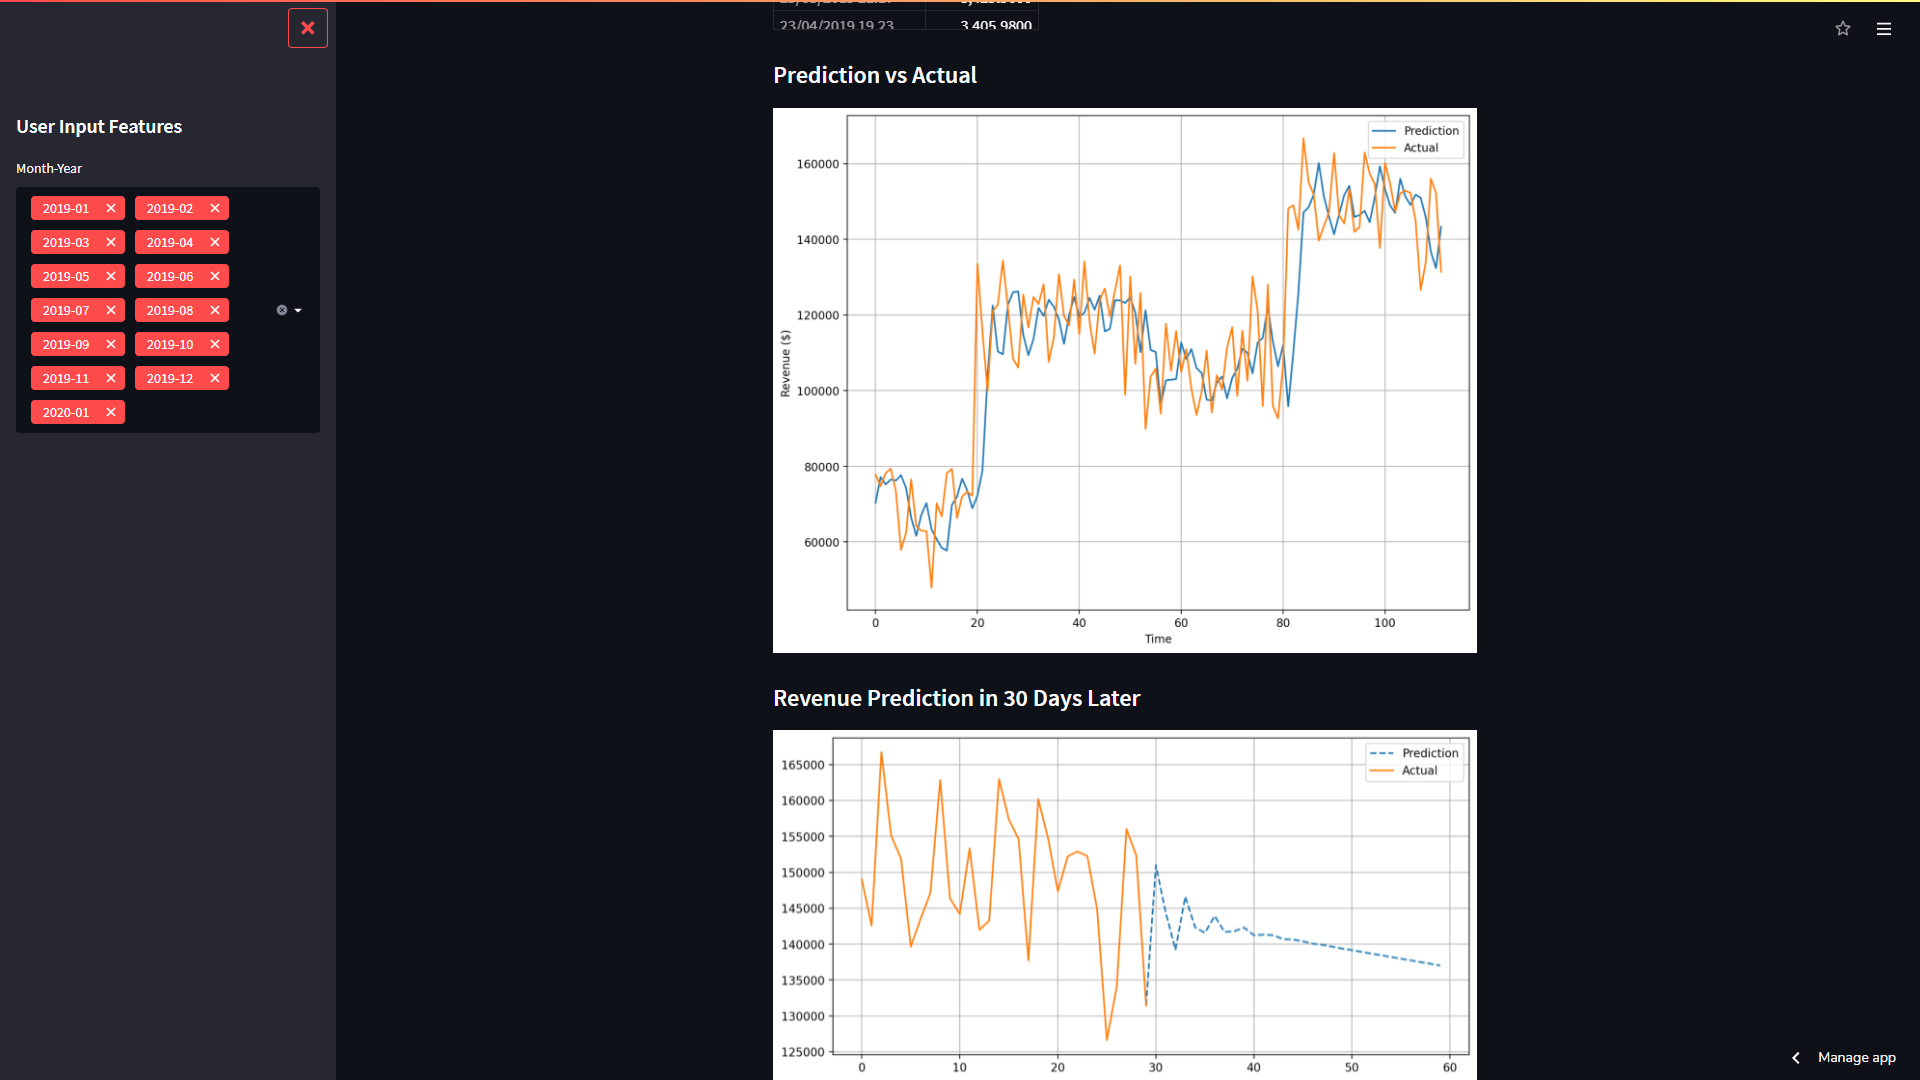 23/04/2019 19.23 3,405.9800
Prediction vs Actual
User Input Features
Month-Year
2019-01 2019-02
2019-03 2019-04
2019-05 2019-06
2019-07 2019-08
2019-09 2019-10
2019-11 2019-12
2020-01
Prediction
Actual
160000
140000
120000
100000
80000
60000
Revenue ($)
0 20 40 60 80 100
Time
Revenue Prediction in 30 Days Later
Prediction
Actual
165000
160000
155000
150000
145000
140000
135000
130000
125000
0 10 20 30 40 50 60
Manage app